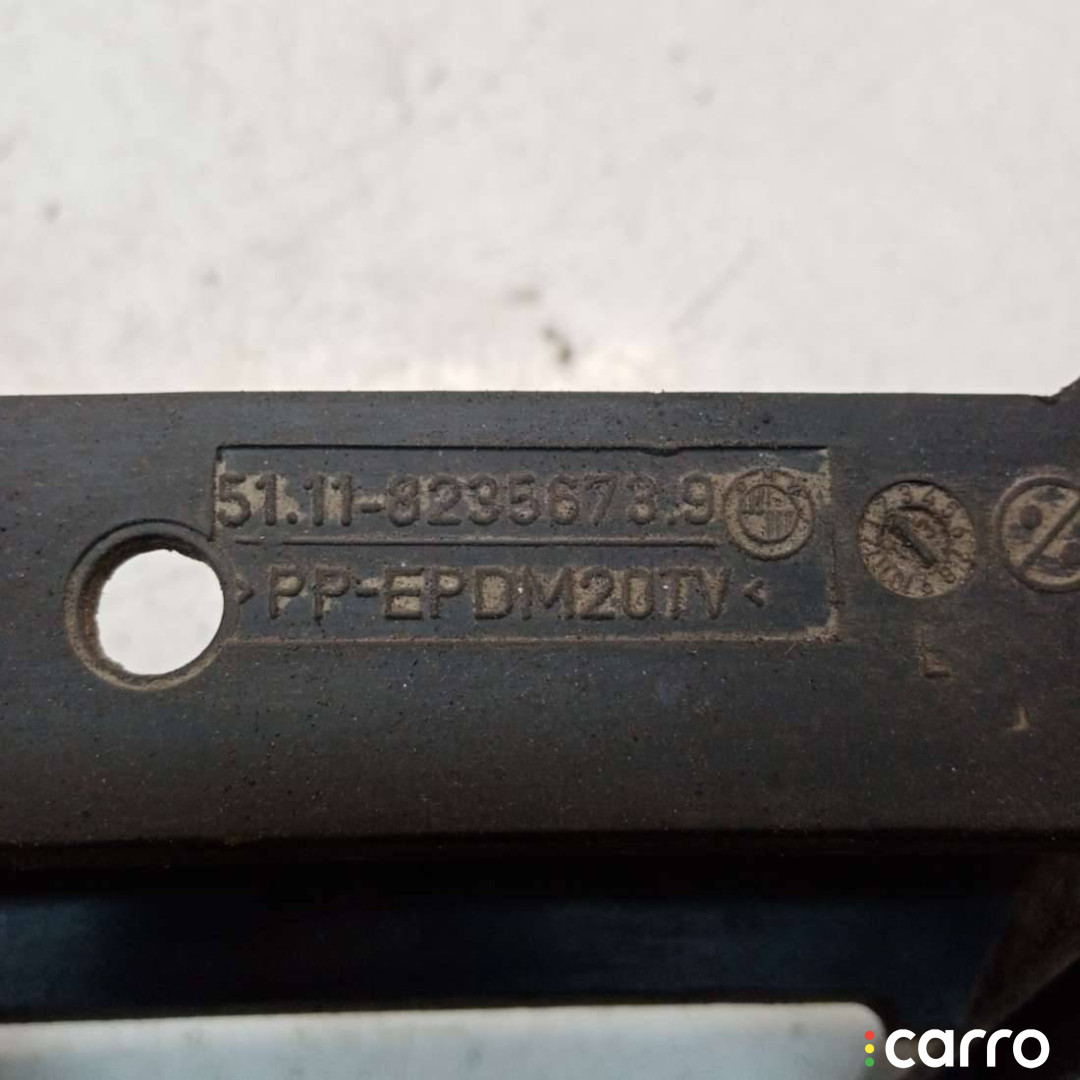 51.11-8235673.9
>PP-EPDM20TV<
L
carro